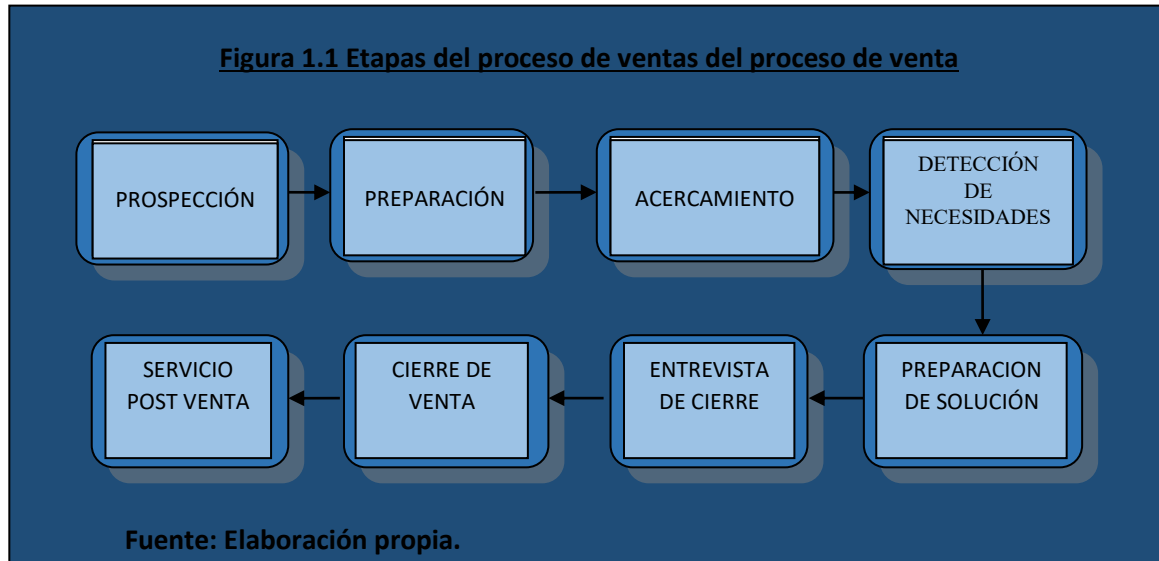 Figura 1.1 Etapas del proceso de ventas del proceso de venta
PROSPECCIÓN
PREPARACIÓN
ACERCAMIENTO
DETECCIÓN
DE
NECESIDADES
PREPARACION
DE SOLUCIÓN
ENTREVISTA
DE CIERRE
CIERRE DE
VENTA
SERVICIO
POST VENTA
Fuente: Elaboración propia.